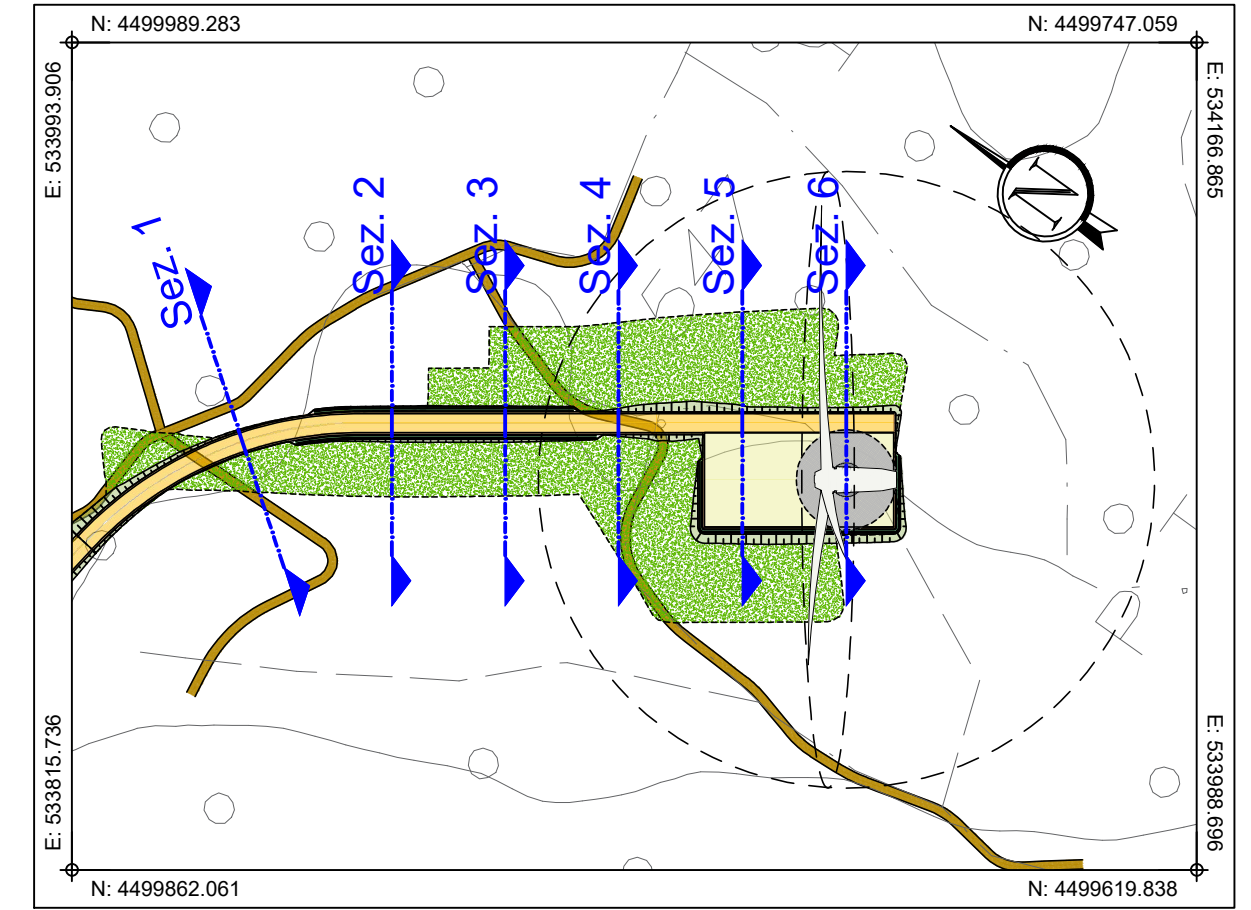 N: 4499989.283
N: 4499747.059
E: 533993.906
E: 534166.865
N
Sez. 1
Sez. 2
Sez. 3
Sez. 4
Sez. 5
Sez. 6
E: 533815.736
E: 533988.696
N: 4499862.061
N: 4499619.838